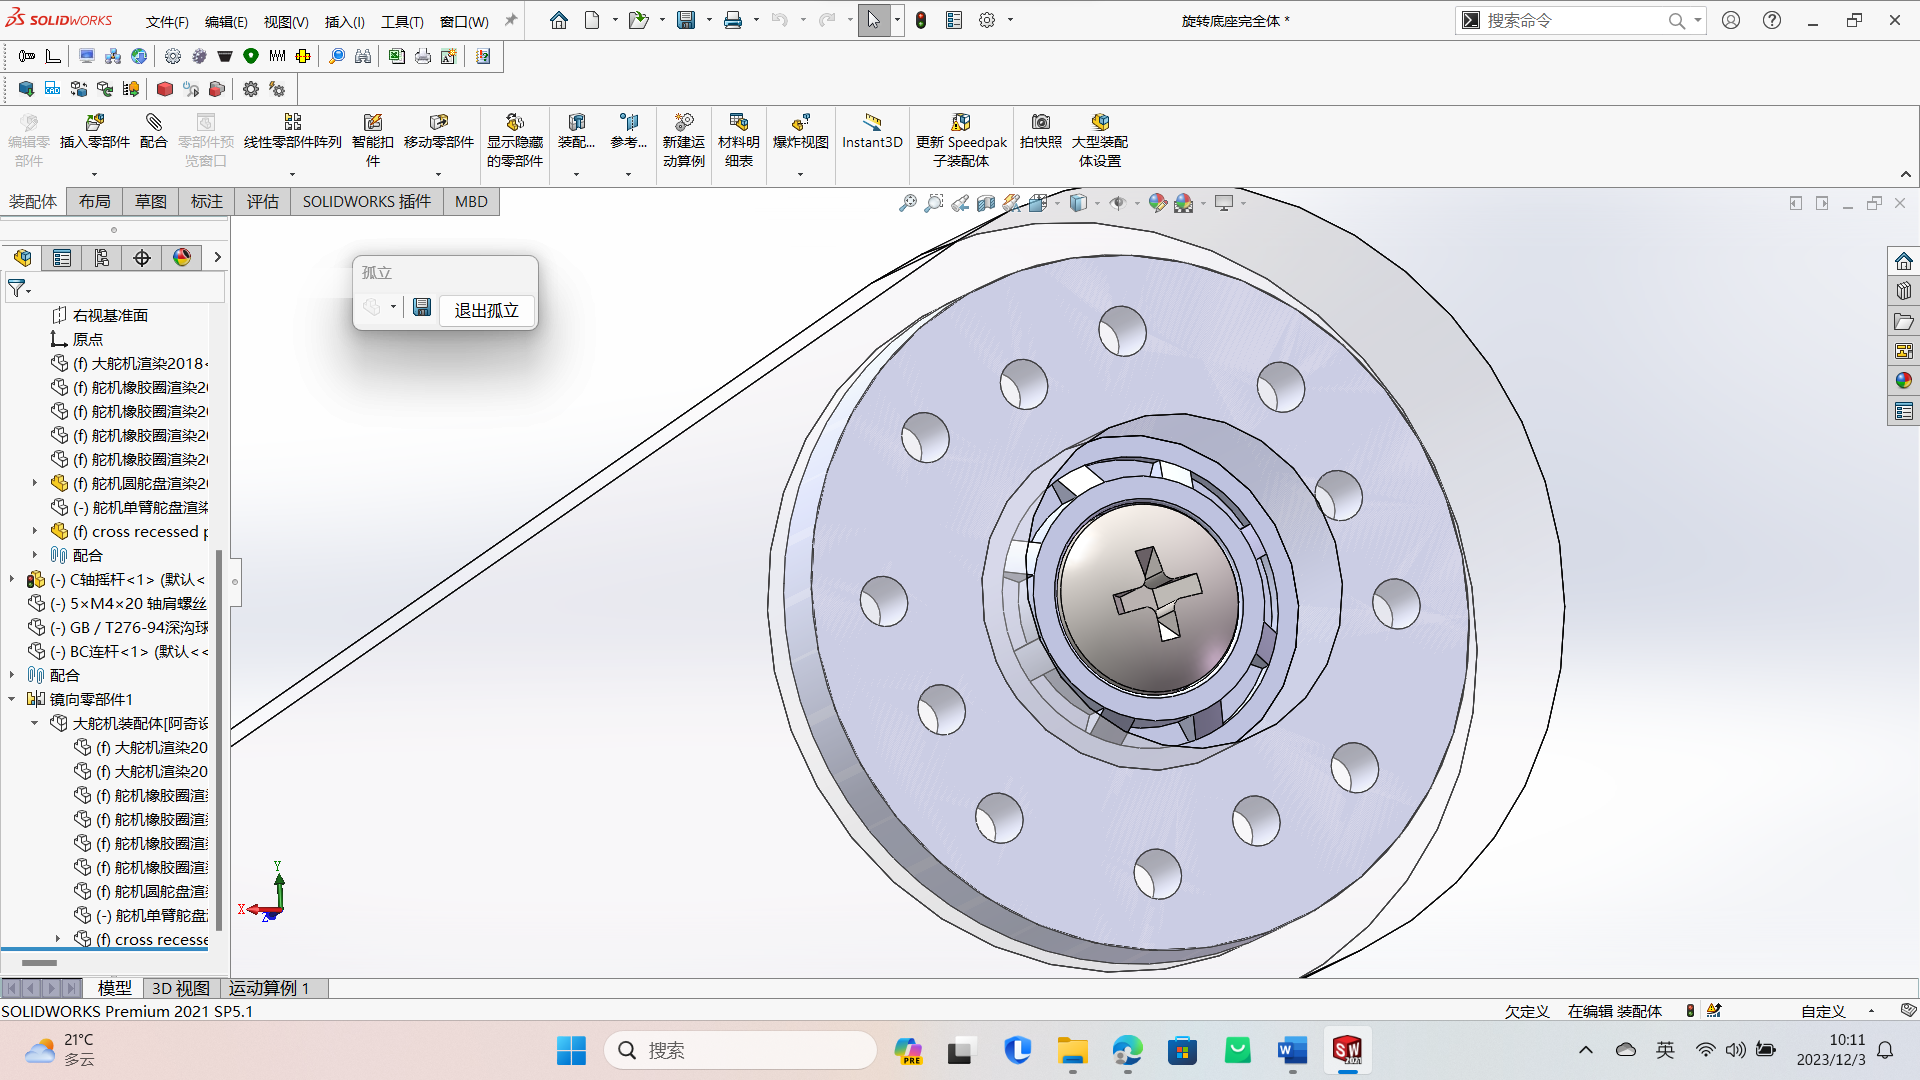 SOLIDWORKS 文件(F) 编辑(E) 视图(V) 插入(I) 工具(T) 窗口(W) 旋转底座完全体 * 搜索命令
编辑零部件 插入零部件 配合 零部件预览窗口 线性零部件阵列 智能扣件 移动零部件 显示隐藏的零部件 装配... 参考... 新建运动算例 材料明细表 爆炸视图 Instant3D 更新 Speedpak 子装配体 拍快照 大型装配体设置
装配体 布局 草图 标注 评估 SOLIDWORKS 插件 MBD
孤立
退出孤立
右视基准面
原点
(f) 大舵机渲染2018<
(f) 舵机橡胶圈渲染20
(f) 舵机橡胶圈渲染20
(f) 舵机橡胶圈渲染20
(f) 舵机橡胶圈渲染20
(f) 舵机圆舵盘渲染20
(-) 舵机单臂舵盘渲染
(f) cross recessed p
配合
(-) C轴摇杆<1> (默认<
(-) 5×M4×20 轴肩螺丝
(-) GB / T276-94深沟球
(-) BC连杆<1> (默认<<
配合
镜向零部件1
大舵机装配体[阿奇设
(f) 大舵机渲染20
(f) 大舵机渲染20
(f) 舵机橡胶圈渲
(f) 舵机橡胶圈渲
(f) 舵机橡胶圈渲
(f) 舵机橡胶圈渲
(f) 舵机圆舵盘渲
(-) 舵机单臂舵盘
(f) cross recesse
Y
X
Z
模型 3D 视图 运动算例 1
SOLIDWORKS Premium 2021 SP5.1 欠定义 在编辑 装配体 自定义
21°C
多云
搜索
PRE
W
SW
2021
英
10:11
2023/12/3